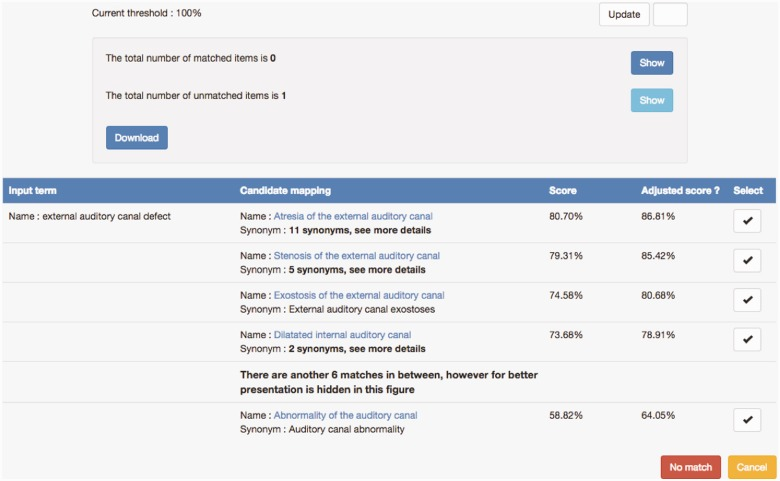 Current threshold : 100%
Update
The total number of matched items is 0
Show
The total number of unmatched items is 1
Show
Download
Input term Candidate mapping Score Adjusted score ? Select
Name : external auditory canal defect Name : Atresia of the external auditory canal 80.70% 86.81%
Synonym : 11 synonyms, see more details
Name : Stenosis of the external auditory canal 79.31% 85.42%
Synonym : 5 synonyms, see more details
Name : Exostosis of the external auditory canal 74.58% 80.68%
Synonym : External auditory canal exostoses
Name : Dilatated internal auditory canal 73.68% 78.91%
Synonym : 2 synonyms, see more details
There are another 6 matches in between, however for better
presentation is hidden in this figure
Name : Abnormality of the auditory canal 58.82% 64.05%
Synonym : Auditory canal abnormality
No match Cancel